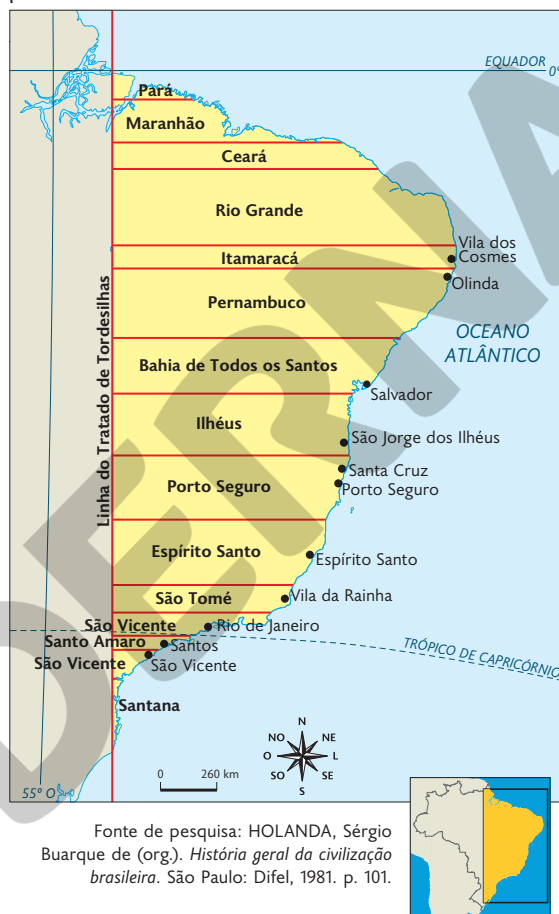 EQUADOR 0°
Pará
Maranhão
Ceará
Rio Grande
Itamaracá
Vila dos
Cosmes
Olinda
Pernambuco
OCEANO
ATLÂNTICO
Linha do Tratado de Tordesilhas
Bahia de Todos os Santos
Salvador
Ilhéus
São Jorge dos Ilhéus
Santa Cruz
Porto Seguro
Porto Seguro
Espírito Santo
Espírito Santo
São Tomé
Vila da Rainha
São Vicente
Rio de Janeiro
Santo Amaro
Santos
TRÓPICO DE CAPRICÓRNIO
São Vicente
São Vicente
Santana
N
NO NE
O L
SO SE
S
0 260 km
55° O
Fonte de pesquisa: HOLANDA, Sérgio
Buarque de (org.). História geral da civilização
brasileira. São Paulo: Difel, 1981. p. 101.